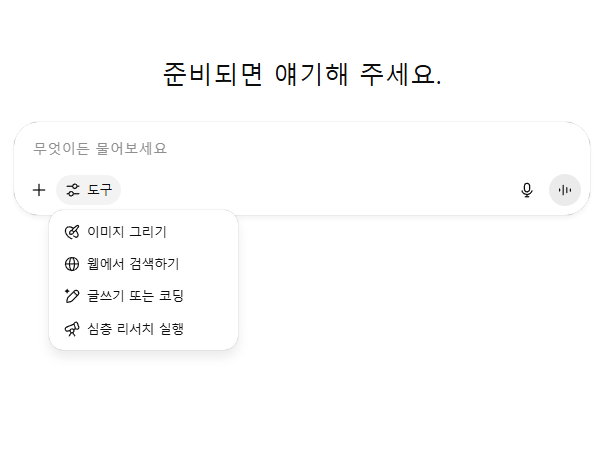 준비되면 얘기해 주세요.
무엇이든 물어보세요
도구
이미지 그리기
웹에서 검색하기
글쓰기 또는 코딩
심층 리서치 실행